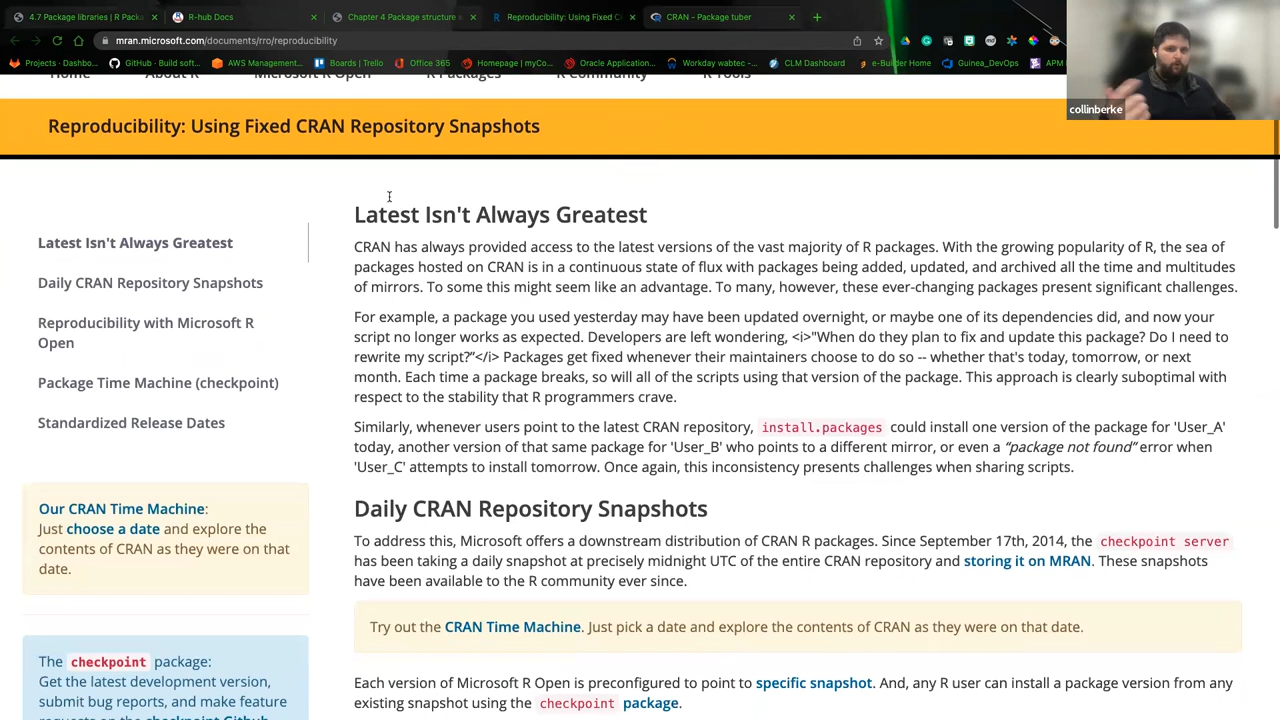 4.7 Package libraries | R Pack
R-hub Docs
Chapter 4 Package structure
Reproducibility: Using Fixed C
CRAN - Package tuber
mran.microsoft.com/documents/rro/reproducibility
Projects · Dashbo...
GitHub · Build soft...
AWS Management...
Boards | Trello
Office 365
Homepage | myCo...
Oracle Application...
Workday wabtec -...
CLM Dashboard
e-Builder Home
Guinea_DevOps
APM
Home
About R
Microsoft R Open
R Packages
R Community
R Tools
collinberke
Reproducibility: Using Fixed CRAN Repository Snapshots
Latest Isn't Always Greatest
Daily CRAN Repository Snapshots
Reproducibility with Microsoft R
Open
Package Time Machine (checkpoint)
Standardized Release Dates
Our CRAN Time Machine:
Just choose a date and explore the
contents of CRAN as they were on that
date.
The checkpoint package:
Get the latest development version,
submit bug reports, and make feature
requests on the checkpoint Github
Latest Isn't Always Greatest
CRAN has always provided access to the latest versions of the vast majority of R packages. With the growing popularity of R, the sea of
packages hosted on CRAN is in a continuous state of flux with packages being added, updated, and archived all the time and multitudes
of mirrors. To some this might seem like an advantage. To many, however, these ever-changing packages present significant challenges.
For example, a package you used yesterday may have been updated overnight, or maybe one of its dependencies did, and now your
script no longer works as expected. Developers are left wondering, <i>"When do they plan to fix and update this package? Do I need to
rewrite my script?"</i> Packages get fixed whenever their maintainers choose to do so -- whether that's today, tomorrow, or next
month. Each time a package breaks, so will all of the scripts using that version of the package. This approach is clearly suboptimal with
respect to the stability that R programmers crave.
Similarly, whenever users point to the latest CRAN repository, install.packages could install one version of the package for 'User_A'
today, another version of that same package for 'User_B' who points to a different mirror, or even a "package not found" error when
'User_C' attempts to install tomorrow. Once again, this inconsistency presents challenges when sharing scripts.
Daily CRAN Repository Snapshots
To address this, Microsoft offers a downstream distribution of CRAN R packages. Since September 17th, 2014, the checkpoint server
has been taking a daily snapshot at precisely midnight UTC of the entire CRAN repository and storing it on MRAN. These snapshots
have been available to the R community ever since.
Try out the CRAN Time Machine. Just pick a date and explore the contents of CRAN as they were on that date.
Each version of Microsoft R Open is preconfigured to point to specific snapshot. And, any R user can install a package version from any
existing snapshot using the checkpoint package.